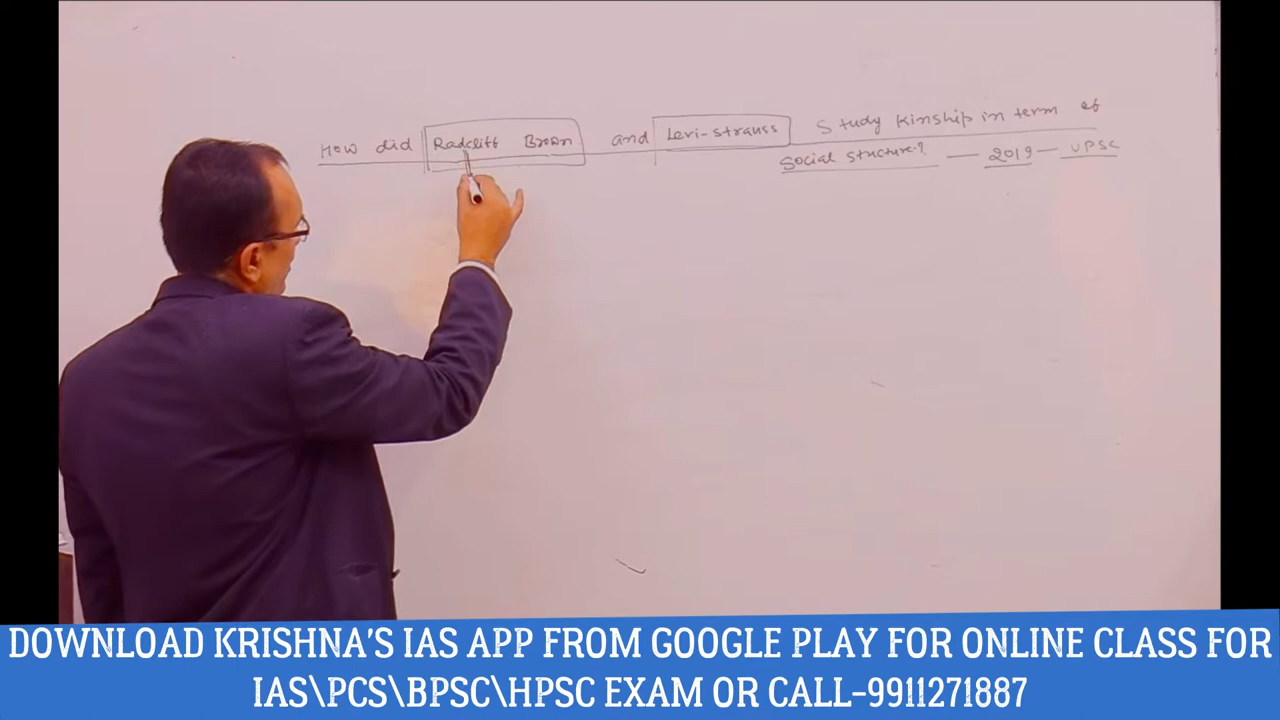 How did Radcliff Brown and Levi-Strauss Study kinship in term of
Social structure? — 2019 — UPSC
DOWNLOAD KRISHNA'S IAS APP FROM GOOGLE PLAY FOR ONLINE CLASS FOR
IAS\PCS\BPSC\HPSC EXAM OR CALL-9911271887